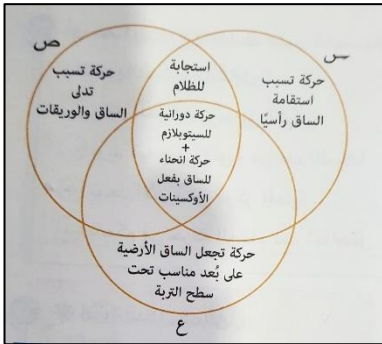 س
ص
حركة تسبب
استقامة
الساق رأسيًا
استجابة
للظلام
حركة تسبب
تدلى
الساق والوريقات
حركة دورانية
للسيتوبلازم
+
حركة انحناء
للساق بفعل
الأوكسينات
حركة تجعل الساق الأرضية
على بُعد مناسب تحت
سطح التربة
ع